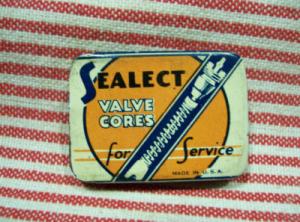 SEALECT
VALVE
CORES
for Service
MADE IN U.S.A.